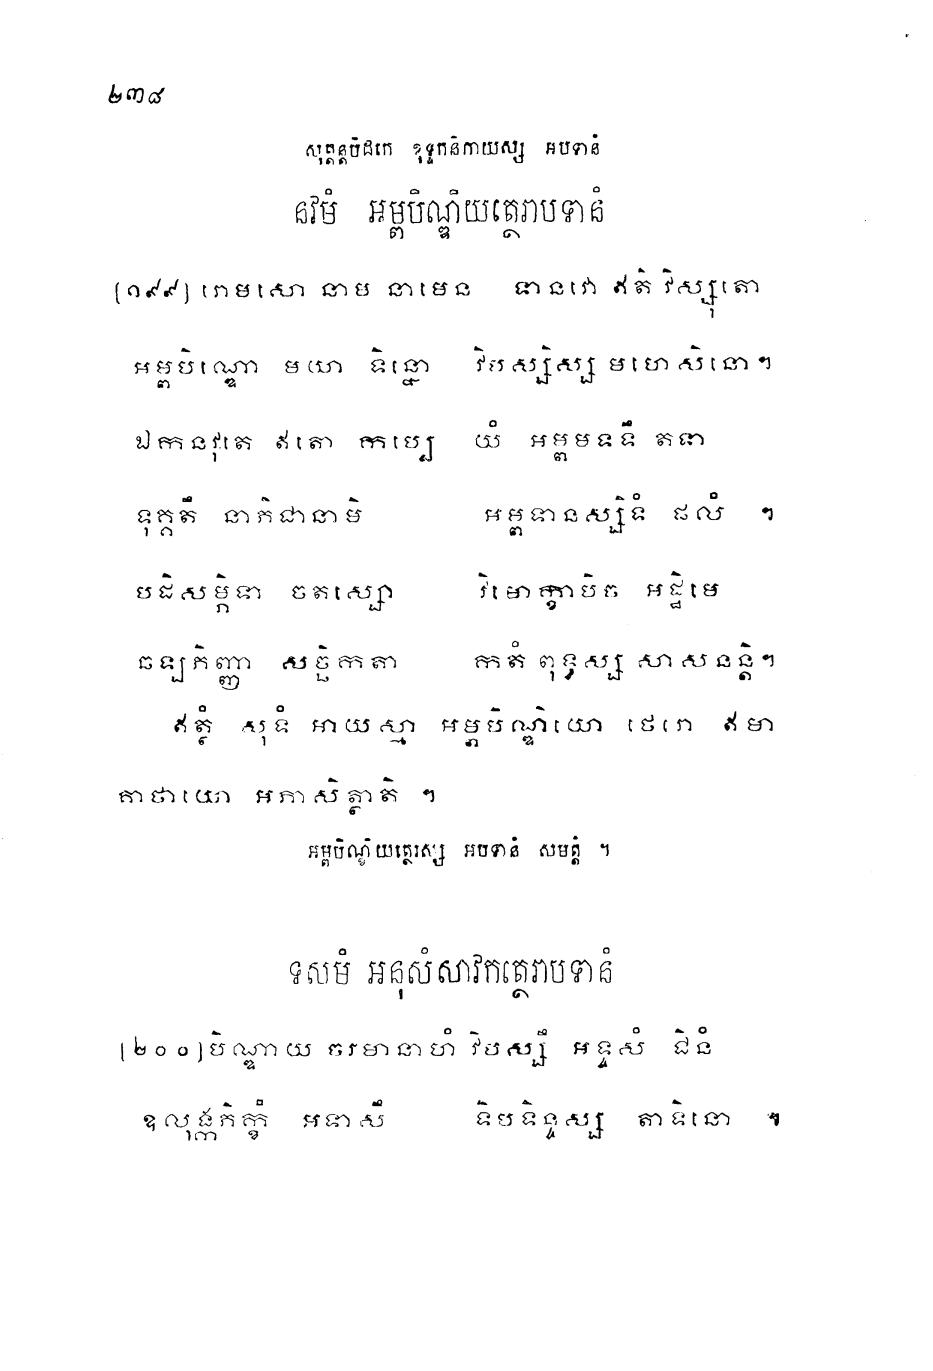 ២៣៨
សុត្តន្តបិដកេ ខុទ្ទកនិកាយស្ស អបទានំ
នវមំ អម្ពបិណ្ឌិយត្ថេរាបទានំ
[១៩៩] រោមសោ នាម នាមេន ទានវោ ឥតិ វិស្សុតោ
អម្ពបិណ្ឌោ មយា ទិន្នោ វិបស្សិស្ស មហេសិនោ។
ឯកនវុតេ ឥតោ កប្បេ យំ អម្ពមទទឹ តទា
ទុគ្គតឹ នាភិជានាមិ អម្ពទានស្សិទំ ផលំ ។
បដិសម្ភិទា ចតស្សោ វិមោក្ខាបិច អដ្ឋិមេ
ឆឡភិញ្ញា សច្ឆិកតា កតំ ពុទ្ធស្ស សាសនន្តិ។
ឥត្ថំ សុទំ អាយស្មា អម្ពបិណ្ឌិយោ ថេរោ ឥមា
គាថាយោ អភាសិត្ថាតិ ។
អម្ពបិណ្ឌិយត្ថេរស្ស អបទានំ សមត្តំ ។
ទសមំ អនុសំសាវកត្ថេរាបទានំ
[២០០] បិណ្ឌាយ ចរមានាហំ វិបស្សឹ អទ្ទសំ ជិនំ
ឧលុង្គភិក្ខំ អទាសឹ ទិបទិន្ទស្ស តាទិនោ ។